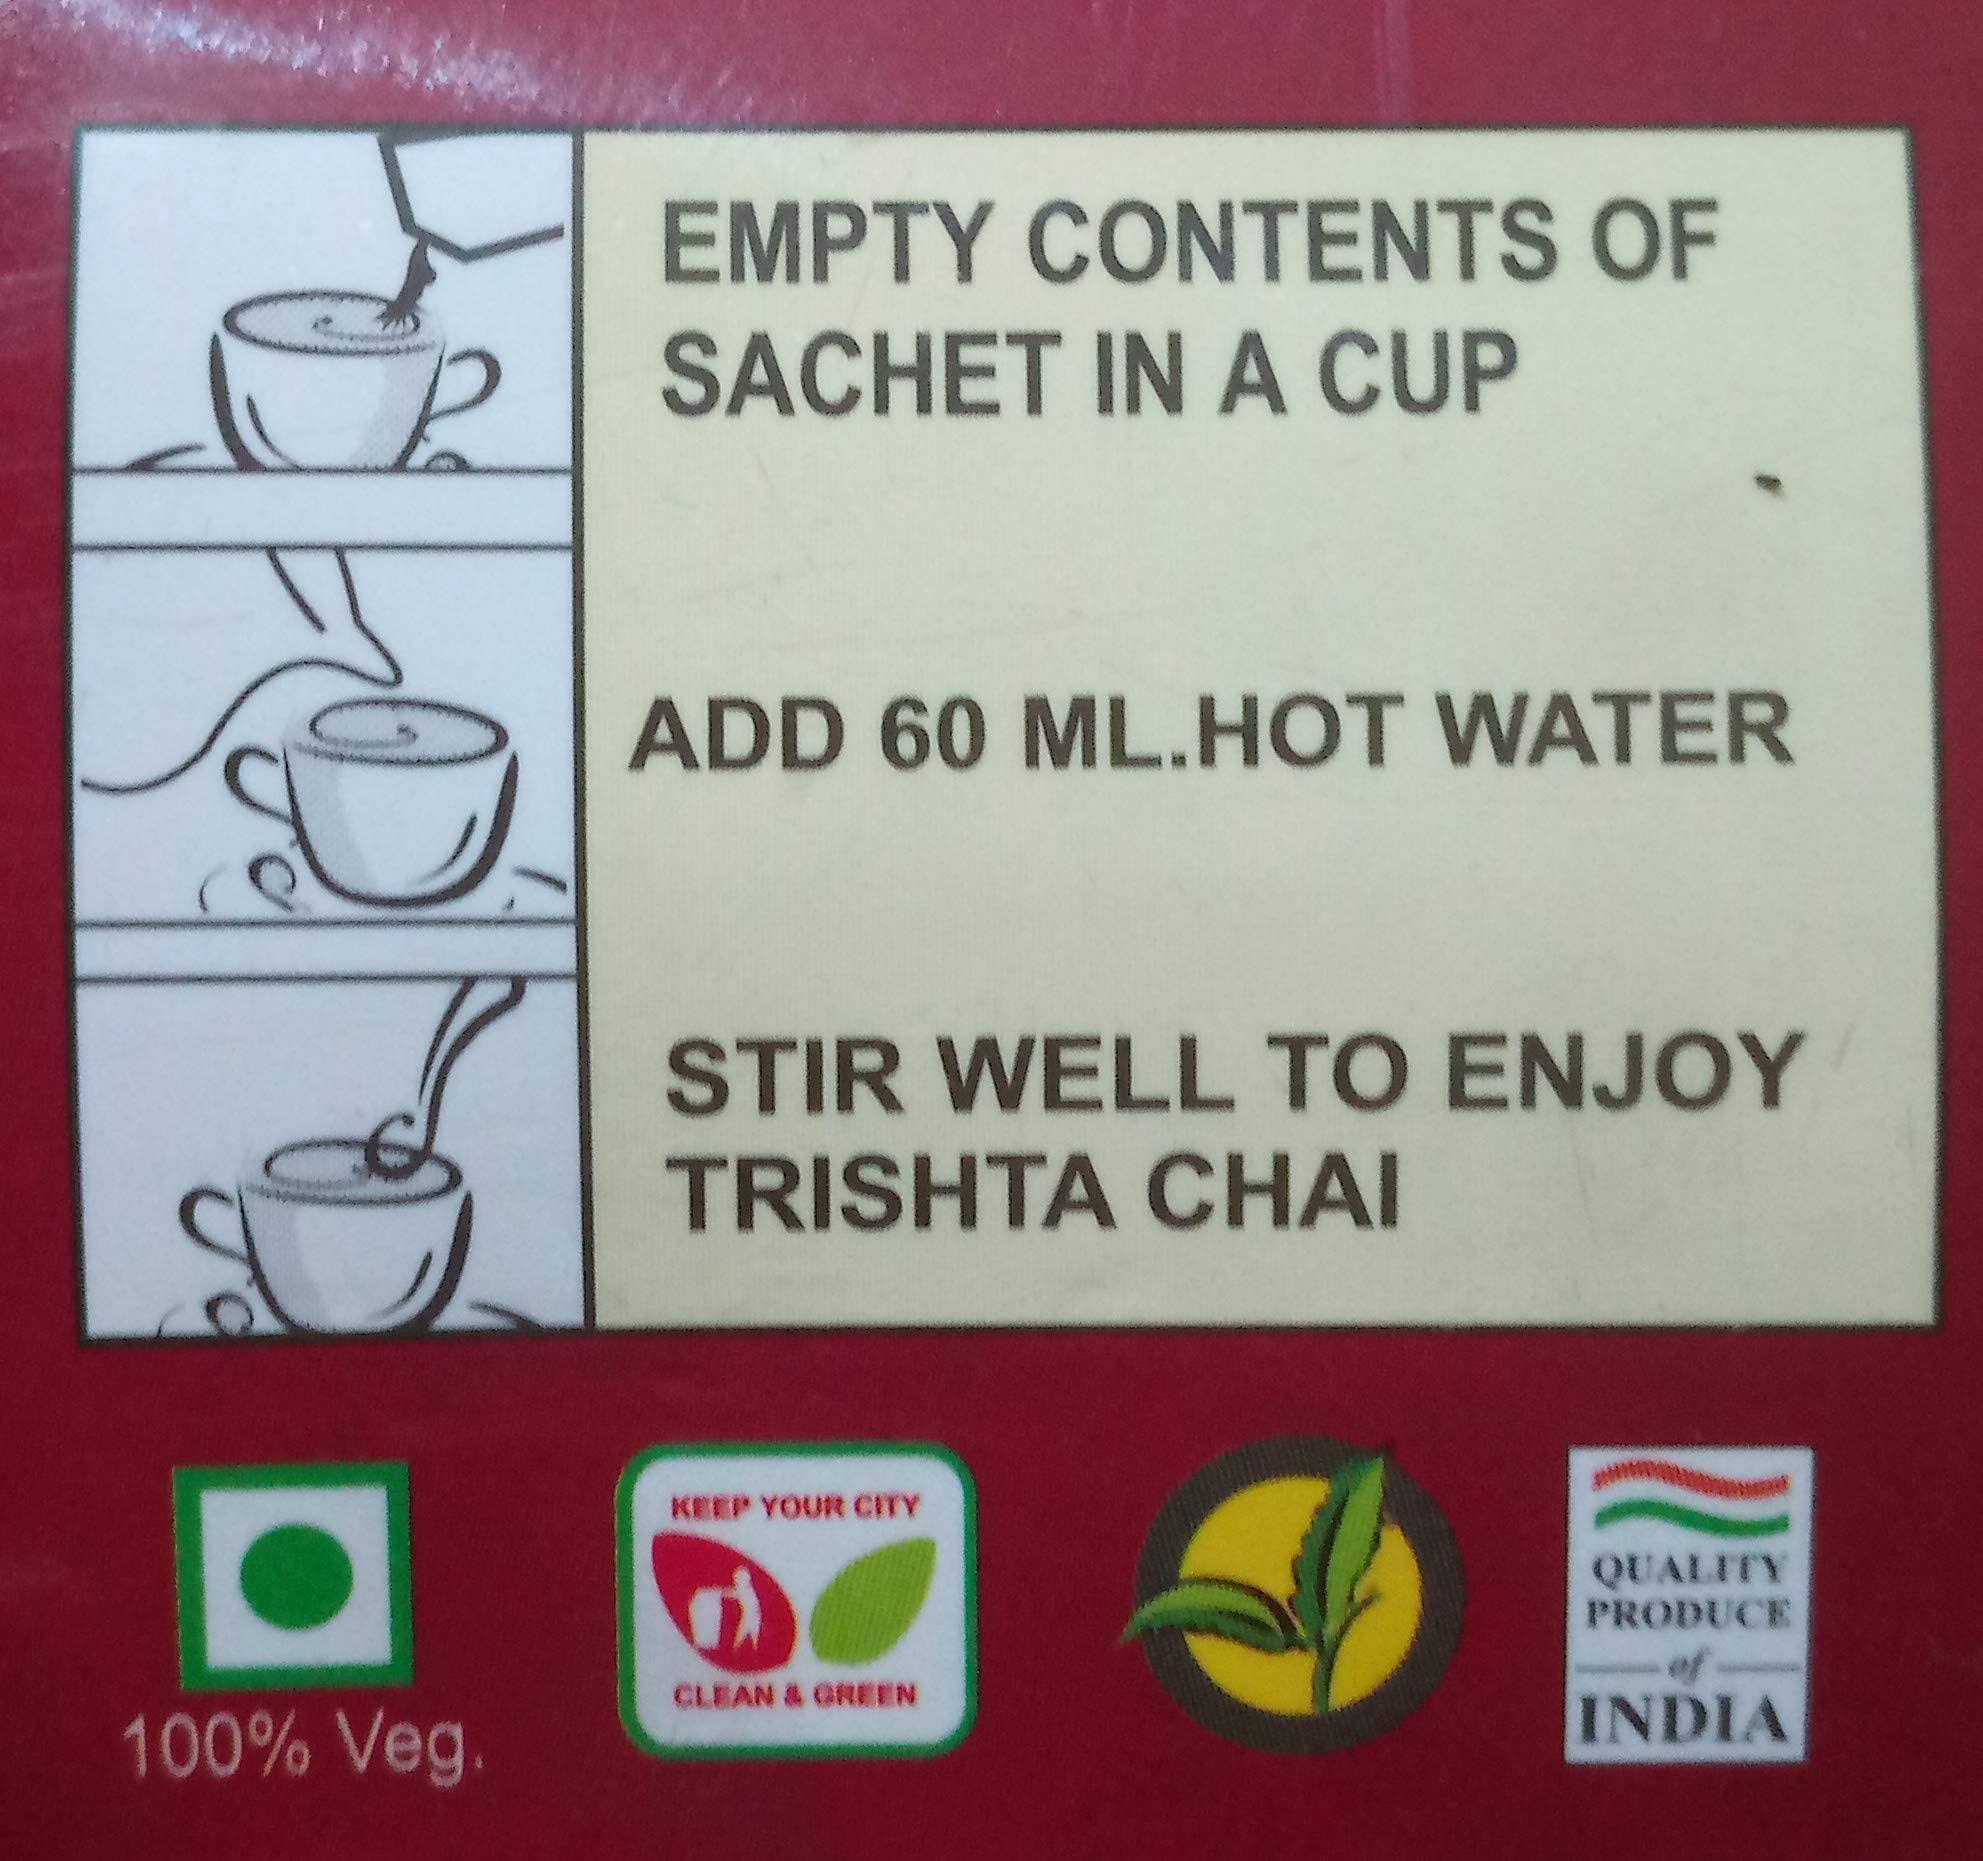 EMPTY CONTENTS OF
SACHET IN A CUP
ADD 60 ML.HOT WATER
STIR WELL TO ENJOY
TRISHTA CHAI
100% Veg.
KEEP YOUR CITY
CLEAN & GREEN
QUALITY
PRODUCE
of
INDIA